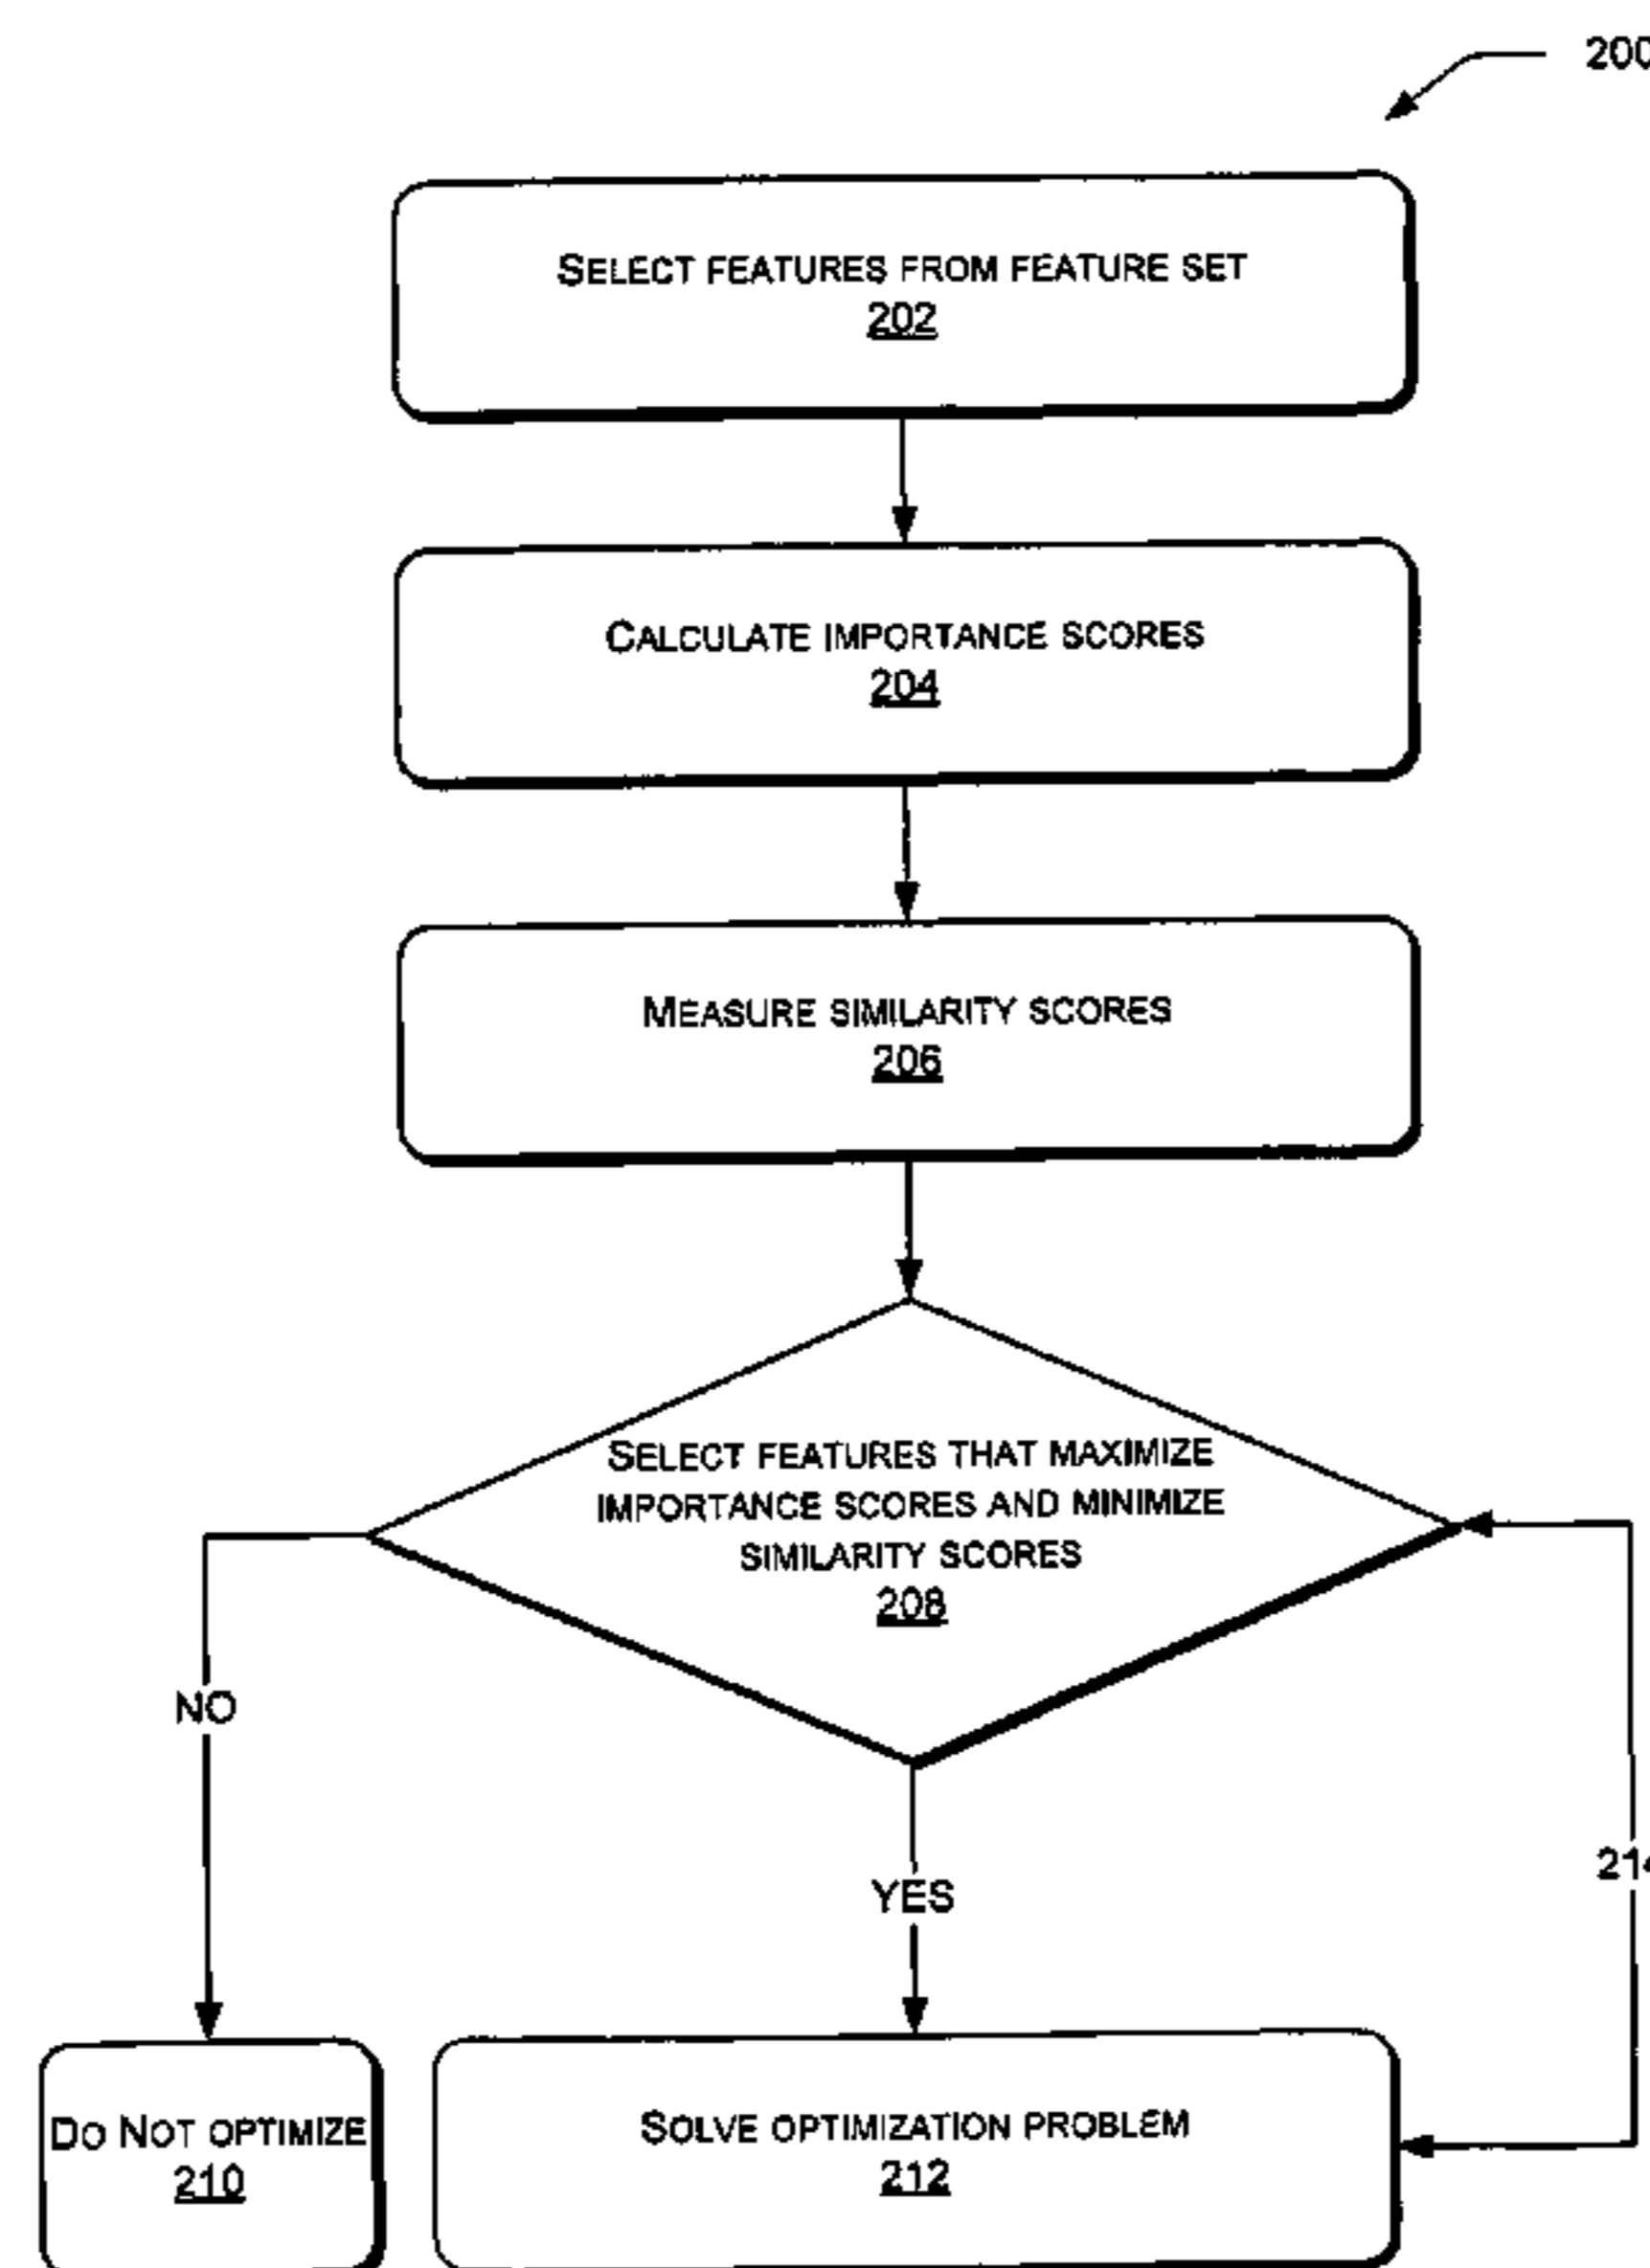 200
SELECT FEATURES FROM FEATURE SET
202
CALCULATE IMPORTANCE SCORES
204
MEASURE SIMILARITY SCORES
206
SELECT FEATURES THAT MAXIMIZE
IMPORTANCE SCORES AND MINIMIZE
SIMILARITY SCORES
208
NO
214
YES
DO NOT OPTIMIZE
210
SOLVE OPTIMIZATION PROBLEM
212